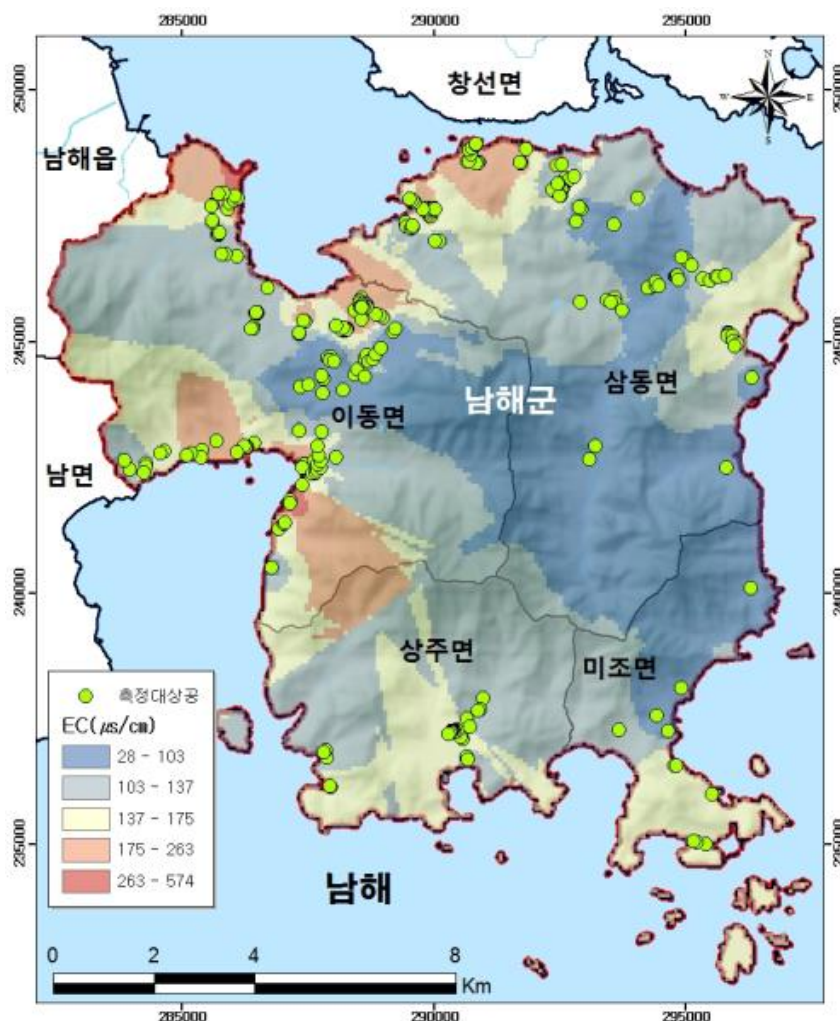 285000 290000 295000
250000 250000
245000 245000
240000 240000
235000 235000
창선면
N
W E
S
남해읍
삼동면
남해군
이동면
남면
상주면
미조면
측정대상공
EC(㎲/㎝)
28 - 103
103 - 137
137 - 175
175 - 263
263 - 574
남해
0 2 4 8
Km
285000 290000 295000